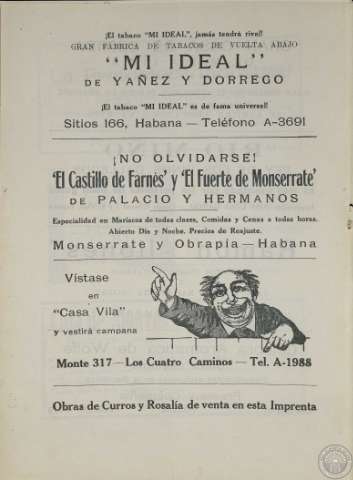 ¡El tabaco "MI IDEAL", jamás tendrá rival!
GRAN FÁBRICA DE TABACOS DE VUELTA ABAJO
"MI IDEAL"
DE YAÑEZ Y DORREGO
¡El tabaco "MI IDEAL" es de fama universal!
Sitios 166, Habana — Teléfono A-3691
¡NO OLVIDARSE!
'El Castillo de Farnés' y 'El Fuerte de Monserrate'
DE PALACIO Y HERMANOS
Especialidad en Mariscos de todas clases, Comidas y Cenas a todas horas.
Abierto Día y Noche. Precios de Reajuste.
Monserrate y Obrapía — Habana
Vístase
en
"Casa Vila"
y vestirá campana
Monte 317 — Los Cuatro Caminos — Tel. A-1988
Obras de Curros y Rosalía de venta en esta Imprenta